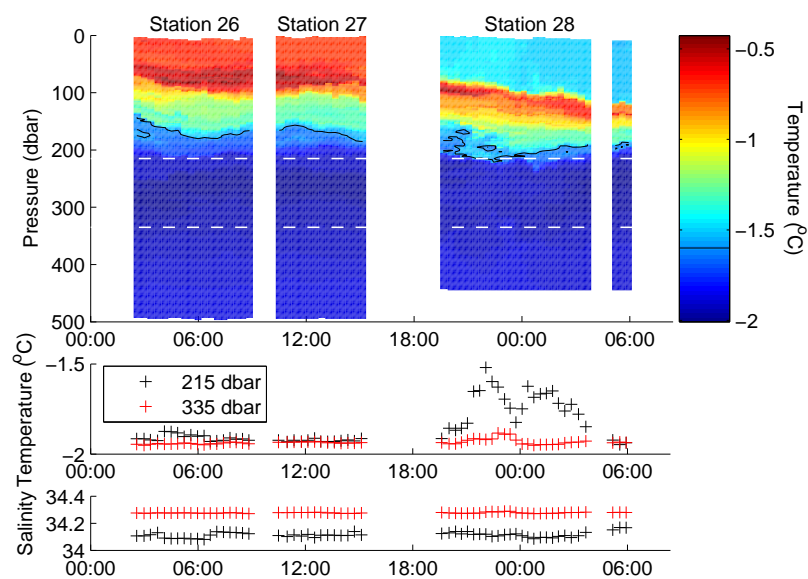 Station 26 Station 27 Station 28
0
100
200
300
400
500
Pressure (dbar)
00:00 06:00 12:00 18:00 00:00 06:00
−0.5
−1
−1.5
−2
Temperature (°C)
−1.5
−2
Temperature (°C)
215 dbar
335 dbar
00:00 06:00 12:00 18:00 00:00 06:00
34.4
34.2
34
Salinity
00:00 06:00 12:00 18:00 00:00 06:00